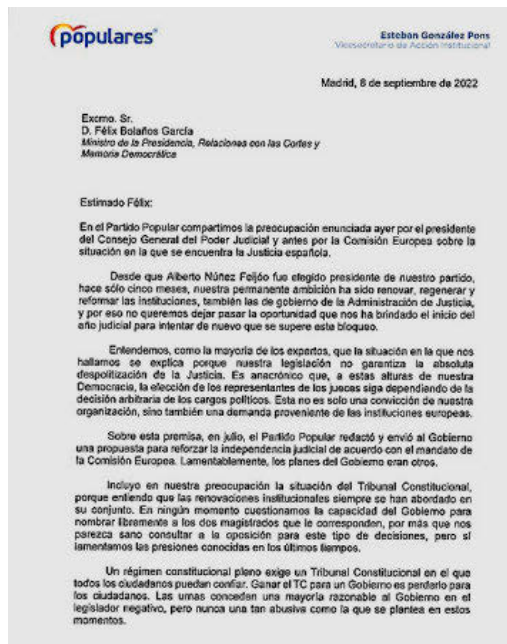 populares
Esteban González Pons
Vicesecretario de Acción Institucional
Madrid, 8 de septiembre de 2022
Excmo. Sr.
D. Félix Bolaños García
Ministro de la Presidencia, Relaciones con las Cortes y
Memoria Democrática
Estimado Félix:
En el Partido Popular compartimos la preocupación enunciada ayer por el presidente
del Consejo General del Poder Judicial y antes por la Comisión Europea sobre la
situación en la que se encuentra la Justicia española.
Desde que Alberto Núñez Feijóo fue elegido presidente de nuestro partido,
hace sólo cinco meses, nuestra permanente ambición ha sido renovar, regenerar y
reformar las instituciones, también las de gobierno de la Administración de Justicia,
y por eso no queremos dejar pasar la oportunidad que nos ha brindado el inicio del
año judicial para intentar de nuevo que se supere este bloqueo.
Entendemos, como la mayoría de los expertos, que la situación en la que nos
hallamos se explica porque nuestra legislación no garantiza la absoluta
despolitización de la Justicia. Es anacrónico que, a estas alturas de nuestra
Democracia, la elección de los representantes de los jueces siga dependiendo de la
decisión arbitraria de los cargos políticos. Esta no es solo una convicción de nuestra
organización, sino también una demanda proveniente de las instituciones europeas.
Sobre esta premisa, en julio, el Partido Popular redactó y envió al Gobierno
una propuesta para reforzar la independencia judicial de acuerdo con el mandato de
la Comisión Europea. Lamentablemente, los planes del Gobierno eran otros.
Incluyo en nuestra preocupación la situación del Tribunal Constitucional,
porque entiendo que las renovaciones institucionales siempre se han abordado en
su conjunto. En ningún momento cuestionamos la capacidad del Gobierno para
nombrar libremente a los dos magistrados que le corresponden, por más que nos
parezca sano consultar a la oposición para este tipo de decisiones, pero sí
lamentamos las presiones conocidas en los últimos tiempos.
Un régimen constitucional pleno exige un Tribunal Constitucional en el que
todos los ciudadanos puedan confiar. Ganar el TC para un Gobierno es perderlo para
los ciudadanos. Las urnas conceden una mayoría razonable al Gobierno en el
legislador negativo, pero nunca una tan abusiva como la que se plantea en estos
momentos.